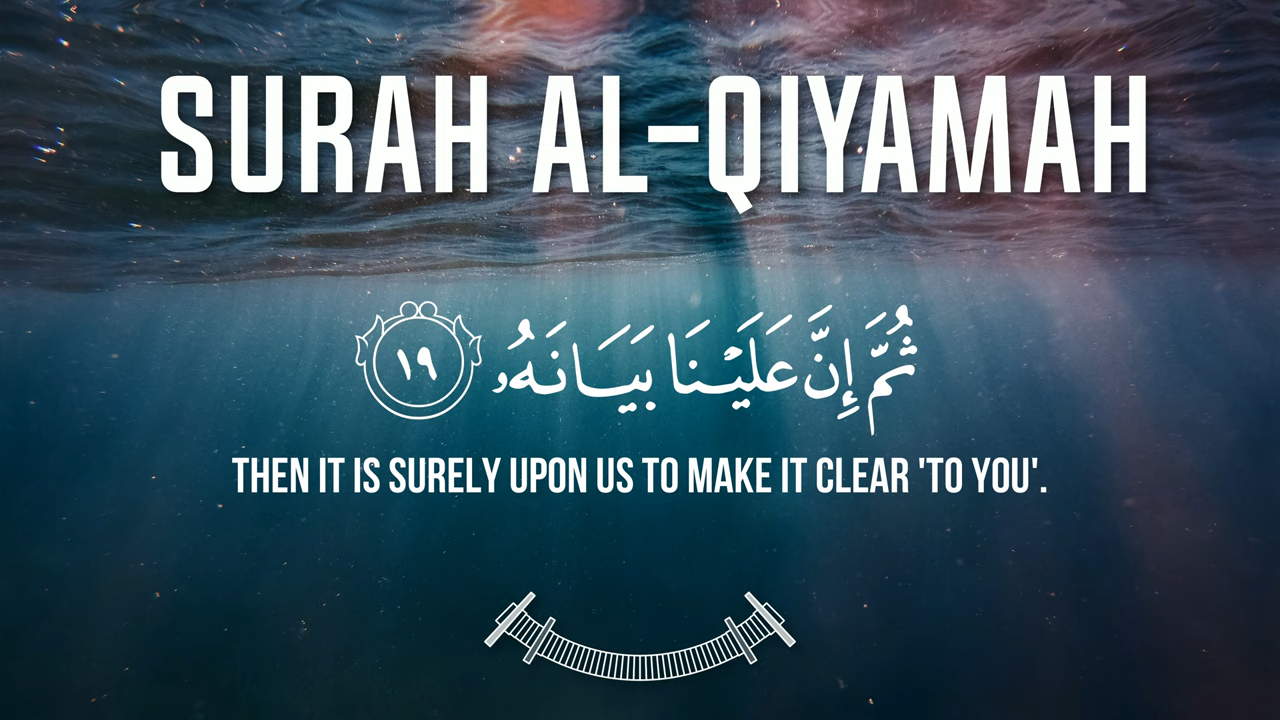 SURAH AL-QIYAMAH
ثُمَّ إِنَّ عَلَيْنَا بَيَانَهُۥ ١٩
THEN IT IS SURELY UPON US TO MAKE IT CLEAR 'TO YOU'.